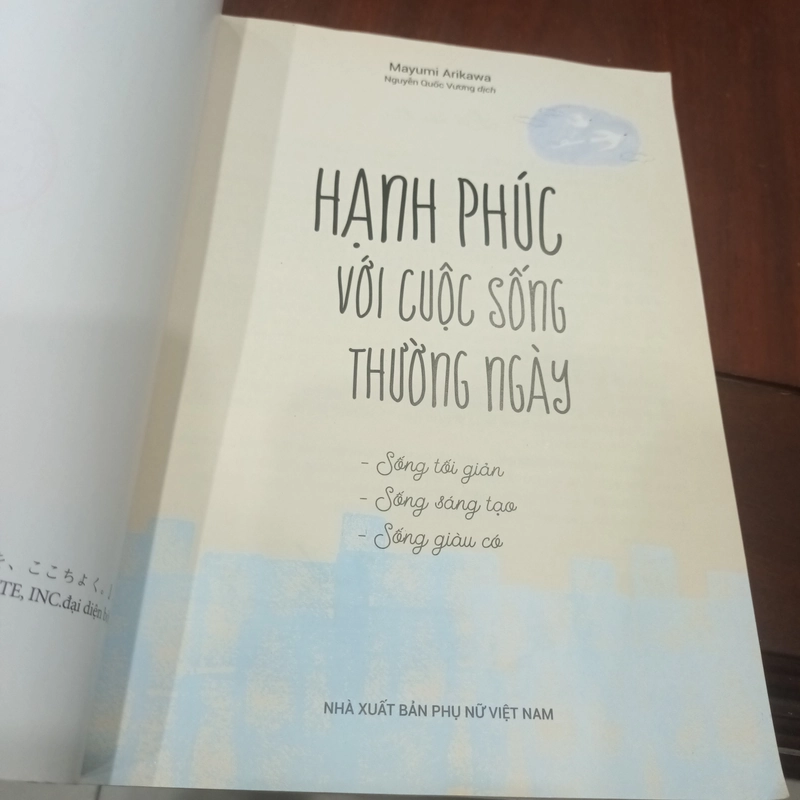 Mayumi Arikawa
Nguyễn Quốc Vương dịch
HẠNH PHÚC
VỚI CUỘC SỐNG
THƯỜNG NGÀY
- Sống tối giản
- Sống sáng tạo
- Sống giàu có
NHÀ XUẤT BẢN PHỤ NỮ VIỆT NAM
、ここちよく。
TE, INC.đại diện